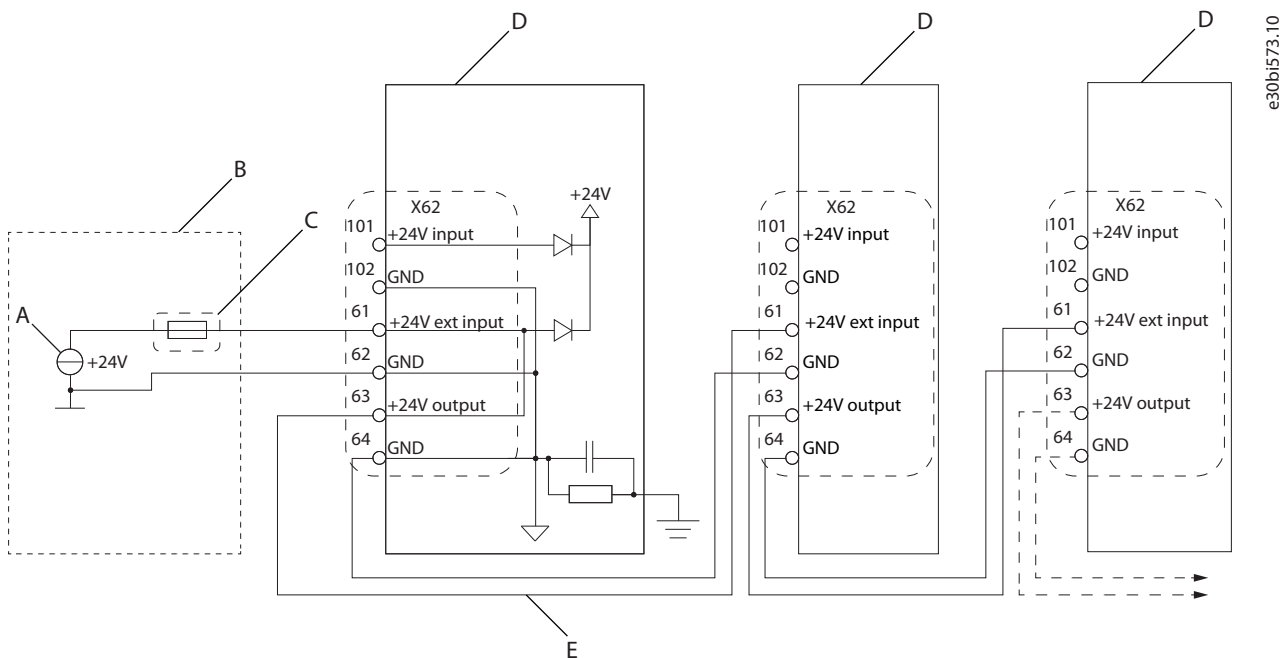 D
D
D
e30bi573.10
B
C
A
+24V
X62
+24V
101
+24V input
102
GND
61
+24V ext input
62
GND
63
+24V output
64
GND
X62
101
+24V input
102
GND
61
+24V ext input
62
GND
63
+24V output
64
GND
X62
101
+24V input
102
GND
61
+24V ext input
62
GND
63
+24V output
64
GND
E